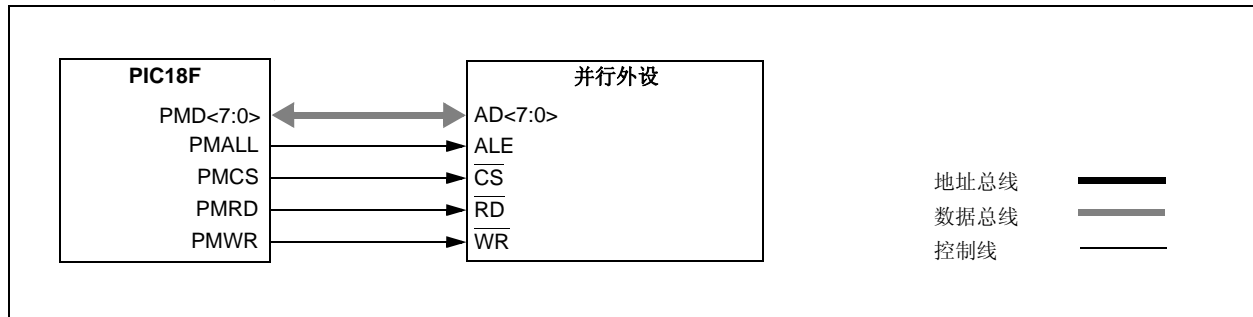 PIC18F
PMD<7:0>
PMALL
PMCS
PMRD
PMWR
并行外设
AD<7:0>
ALE
CS
RD
WR
地址总线
数据总线
控制线